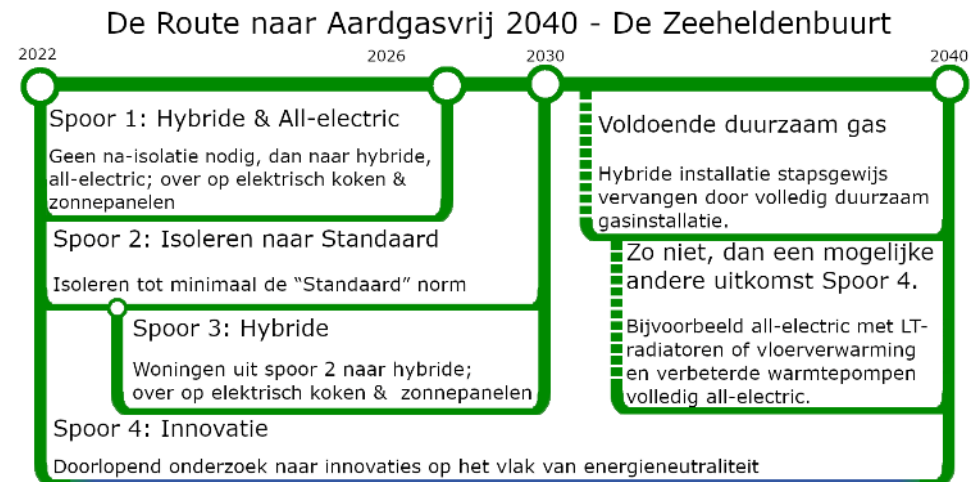 De Route naar Aardgasvrij 2040 - De Zeeheldenbuurt
2022
2026
2030
2040
Spoor 1: Hybride & All-electric
Geen na-isolatie nodig, dan naar hybride,
all-electric; over op elektrisch koken &
zonnepanelen
Spoor 2: Isoleren naar Standaard
Isoleren tot minimaal de “Standaard” norm
Spoor 3: Hybride
Woningen uit spoor 2 naar hybride;
over op elektrisch koken & zonnepanelen
Spoor 4: Innovatie
Doorlopend onderzoek naar innovaties op het vlak van energieneutraliteit
Voldoende duurzaam gas
Hybride installatie stapsgewijs
vervangen door volledig duurzaam
gasinstallatie.
Zo niet, dan een mogelijke
andere uitkomst Spoor 4.
Bijvoorbeeld all-electric met LT-
radiatoren of vloerverwarming
en verbeterde warmtepompen
volledig all-electric.